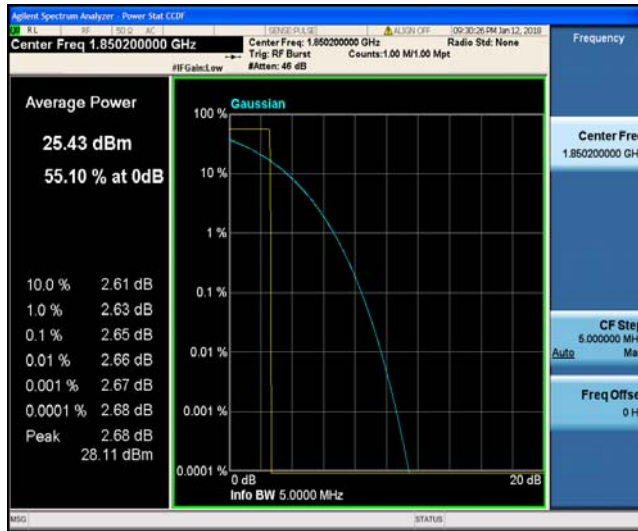 Agilent Spectrum Analyzer - Power Stat CCDF
RL RF 50 Ω AC SENSE:PULSE ALIGN OFF 09:30:26 PM Jan 12, 2018
Center Freq 1.850200000 GHz
Center Freq: 1.850200000 GHz
Radio Std: None
Trig: RF Burst Counts:1.00 M/1.00 Mpt
#IFGain:Low #Atten: 46 dB
Frequency
Average Power
25.43 dBm
55.10 % at 0dB
10.0 % 2.61 dB
1.0 % 2.63 dB
0.1 % 2.65 dB
0.01 % 2.66 dB
0.001 % 2.67 dB
0.0001 % 2.68 dB
Peak 2.68 dB
28.11 dBm
Gaussian
100 %
10 %
1 %
0.1 %
0.01 %
0.001 %
0.0001 %
0 dB 20 dB
Info BW 5.0000 MHz
Center Fre
1.850200000 GH
CF Ste
5.000000 MH
Auto Ma
Freq Offse
0 H
MSG STATUS